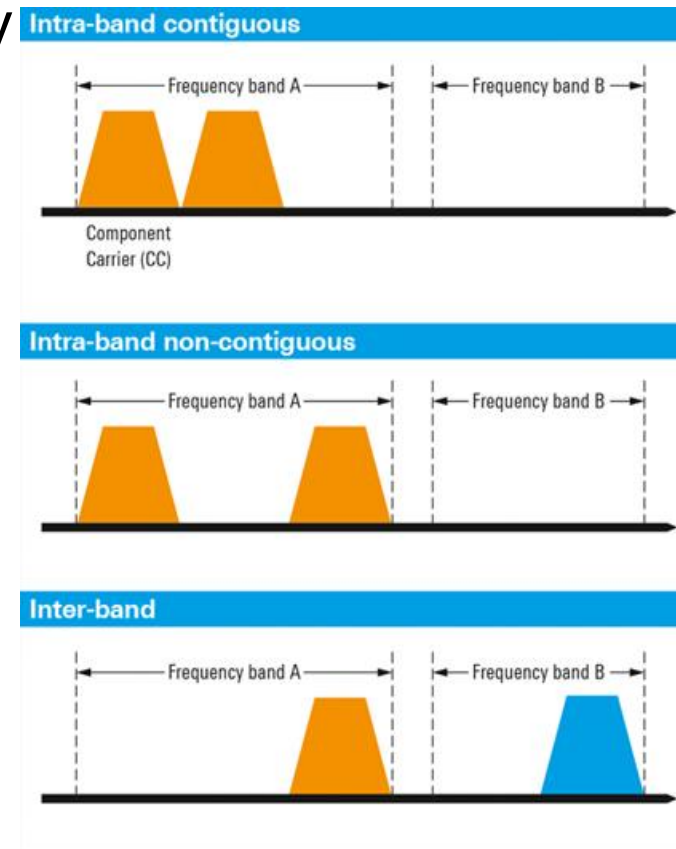 y
Intra-band contiguous
Frequency band A
Frequency band B
Component
Carrier (CC)
Intra-band non-contiguous
Frequency band A
Frequency band B
Inter-band
Frequency band A
Frequency band B